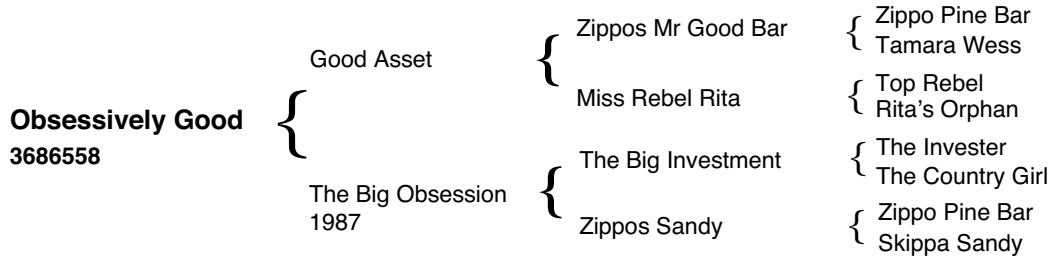 Obsessively Good
3686558
Good Asset
The Big Obsession
1987
Zippos Mr Good Bar
Miss Rebel Rita
The Big Investment
Zippos Sandy
Zippo Pine Bar
Tamara Wess
Top Rebel
Rita's Orphan
The Invester
The Country Girl
Zippo Pine Bar
Skippa Sandy